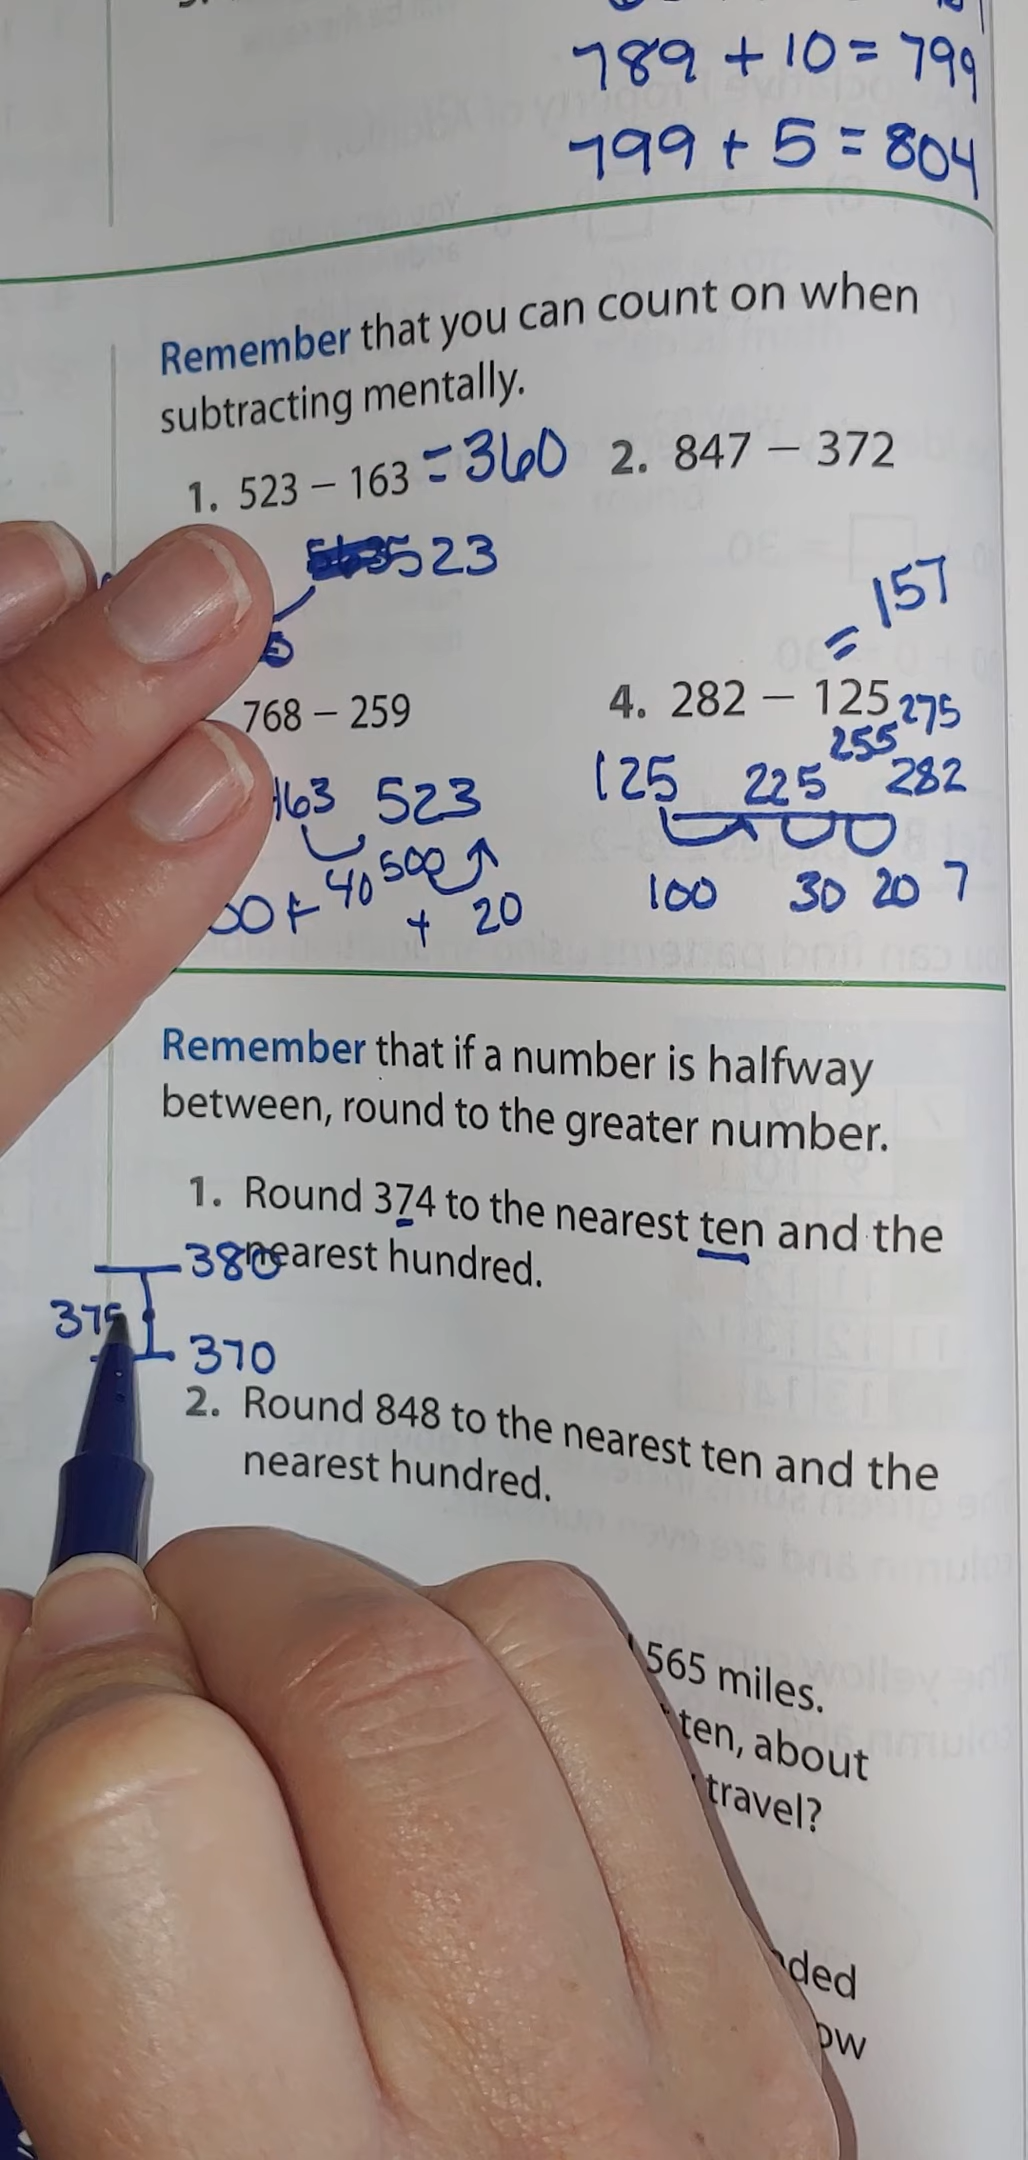 789 + 10 = 799
799 + 5 = 804
Remember that you can count on when
subtracting mentally.
1. 523 – 163 = 360
2. 847 – 372
523
= 157
768 – 259
4. 282 – 125
275
255
163 523
125 225 282
40 500
+ 20
100 30 20 7
Remember that if a number is halfway
between, round to the greater number.
1. Round 374 to the nearest ten and the
nearest hundred.
380
370
2. Round 848 to the nearest ten and the
nearest hundred.
565 miles.
ten, about
travel?